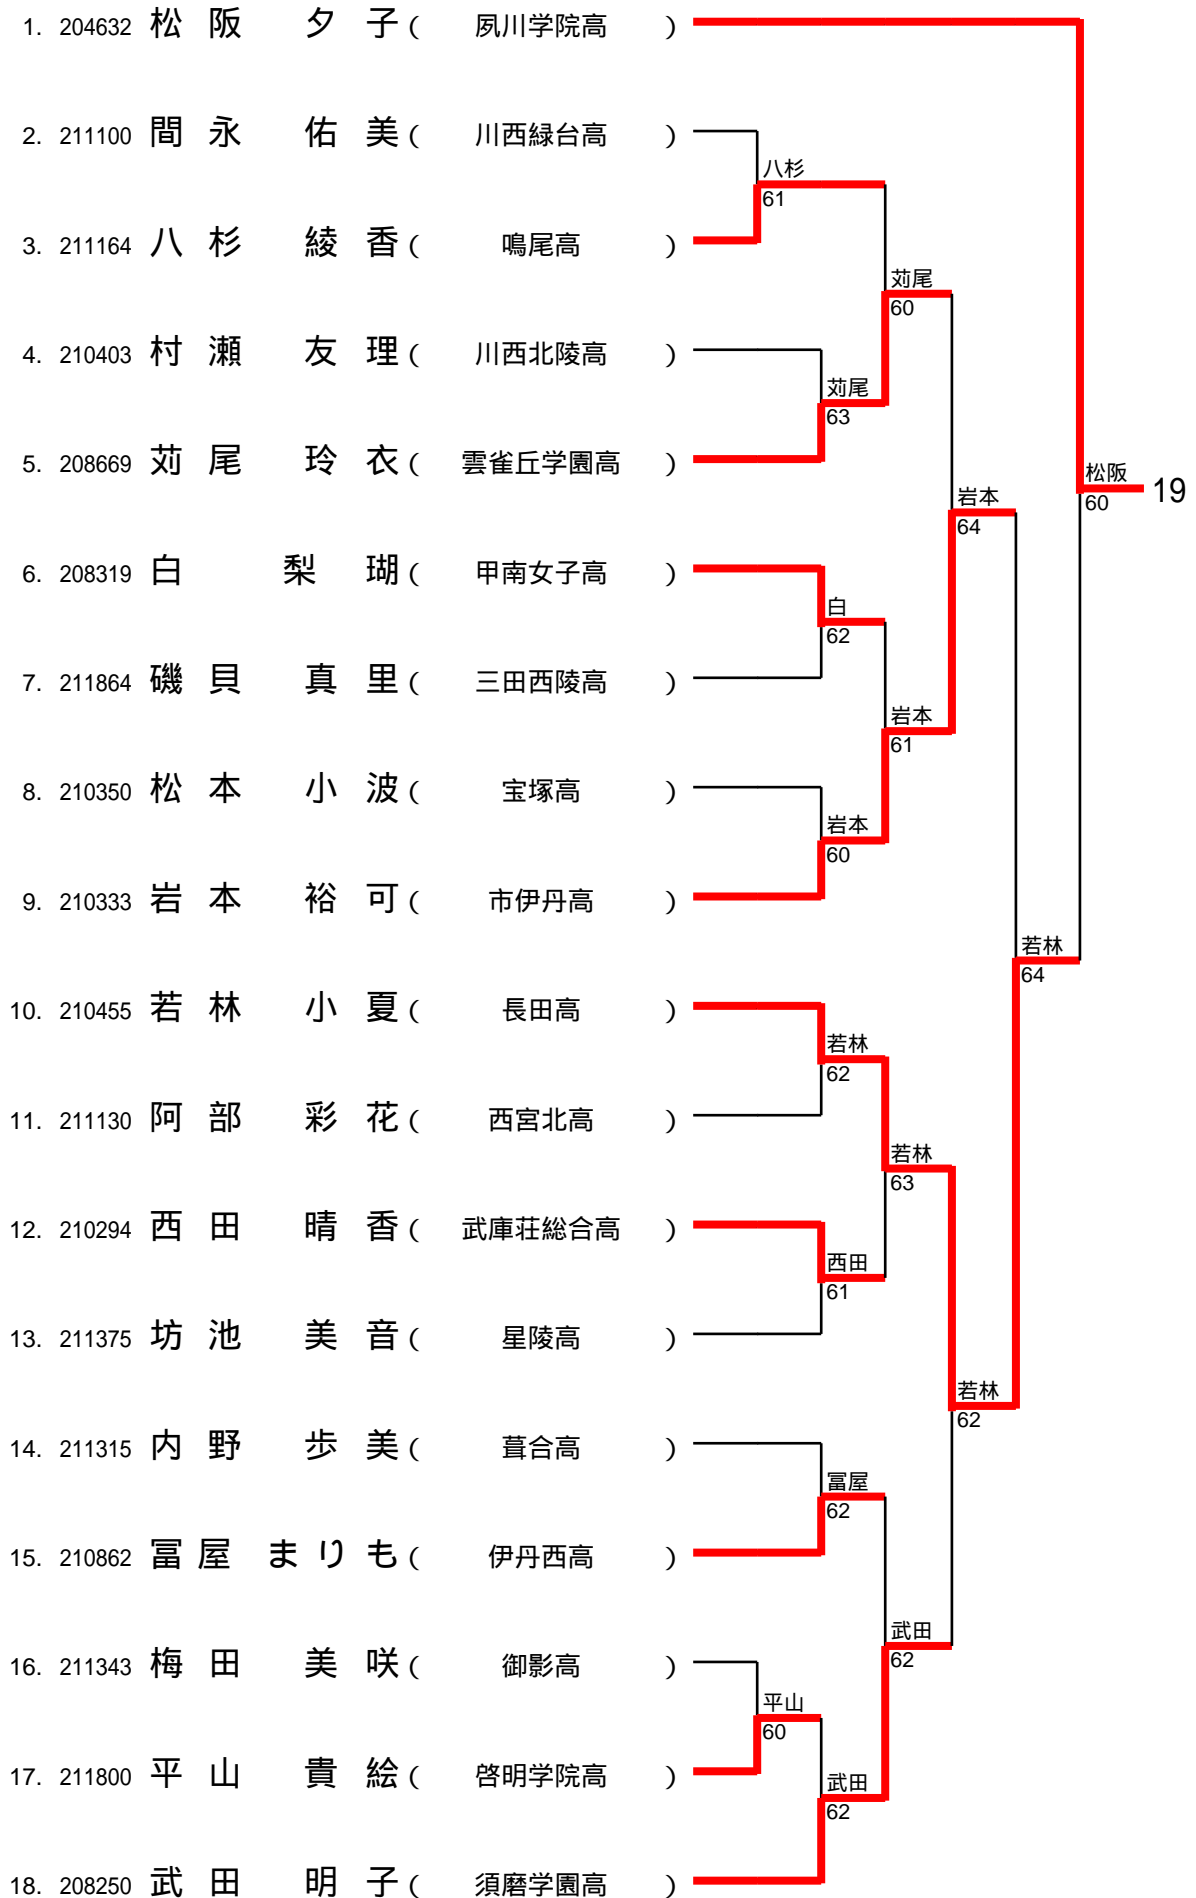 1. 204632 松阪 夕子 ( 夙川学院高 )
2. 211100 間永 佑美 ( 川西緑台高 )
八杉
61
3. 211164 八杉 綾香 ( 鳴尾高 )
苅尾
60
4. 210403 村瀬 友理 ( 川西北陵高 )
苅尾
63
5. 208669 苅尾 玲衣 ( 雲雀丘学園高 )
松阪
60
19
岩本
64
6. 208319 白 梨瑚 ( 甲南女子高 )
白
62
7. 211864 磯貝 真里 ( 三田西陵高 )
岩本
61
8. 210350 松本 小波 ( 宝塚高 )
岩本
60
9. 210333 岩本 裕可 ( 市伊丹高 )
若林
64
10. 210455 若林 小夏 ( 長田高 )
若林
62
11. 211130 阿部 彩花 ( 西宮北高 )
若林
63
12. 210294 西田 晴香 ( 武庫荘総合高 )
西田
61
13. 211375 坊池 美音 ( 星陵高 )
若林
62
14. 211315 内野 歩美 ( 葺合高 )
冨屋
62
15. 210862 冨屋 まりも ( 伊丹西高 )
武田
62
16. 211343 梅田 美咲 ( 御影高 )
平山
60
17. 211800 平山 貴絵 ( 啓明学院高 )
武田
62
18. 208250 武田 明子 ( 須磨学園高 )